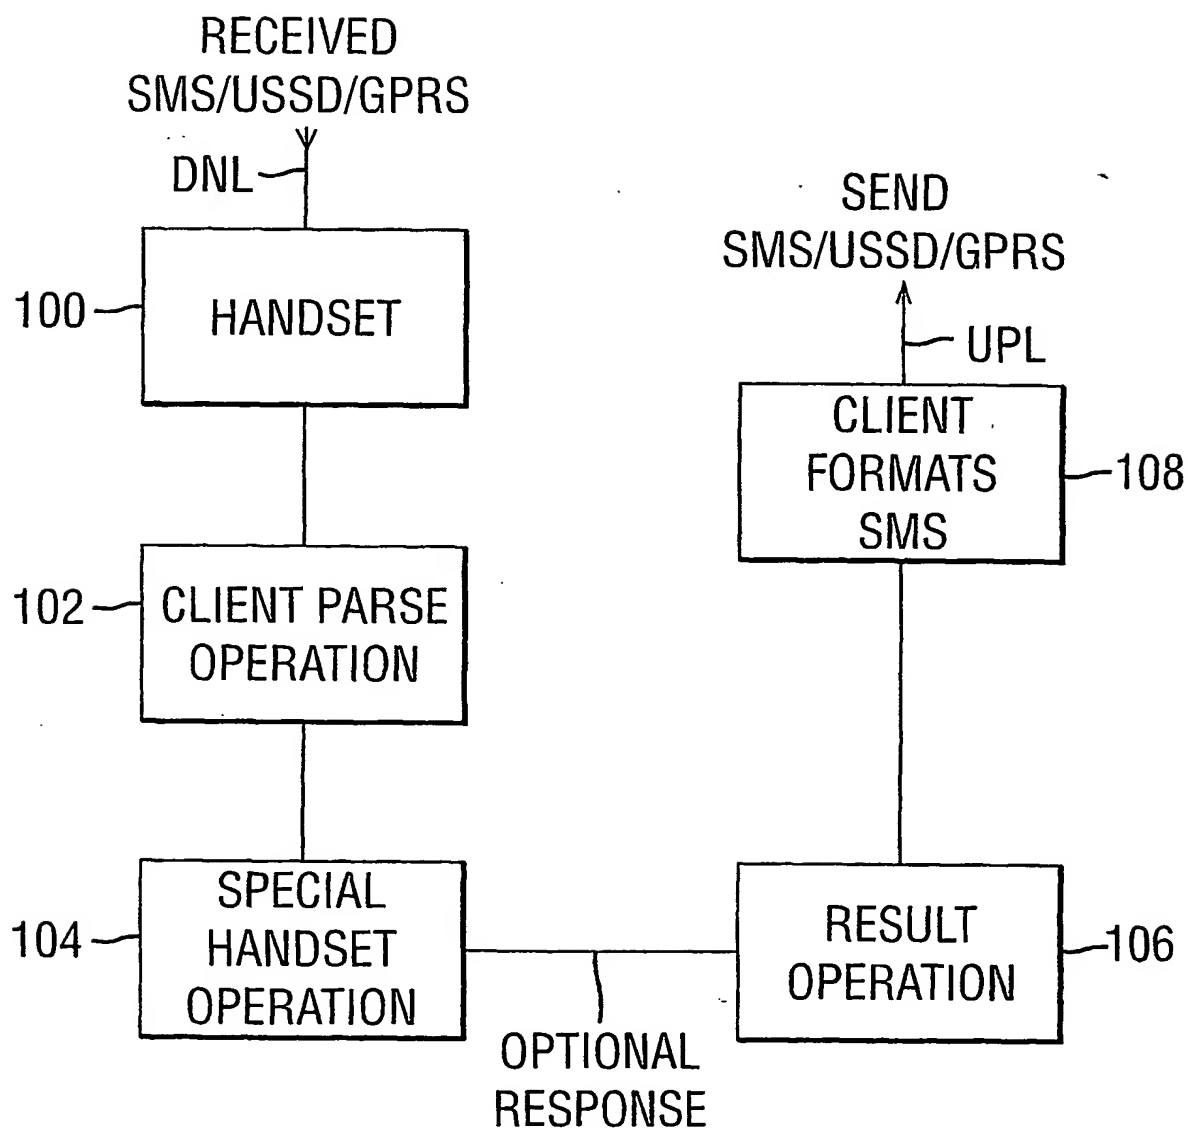 RECEIVED
SMS/USSD/GPRS
DNL
100
HANDSET
102
CLIENT PARSE
OPERATION
104
SPECIAL
HANDSET
OPERATION
OPTIONAL
RESPONSE
SEND
SMS/USSD/GPRS
UPL
CLIENT
FORMATS
SMS
108
RESULT
OPERATION
106